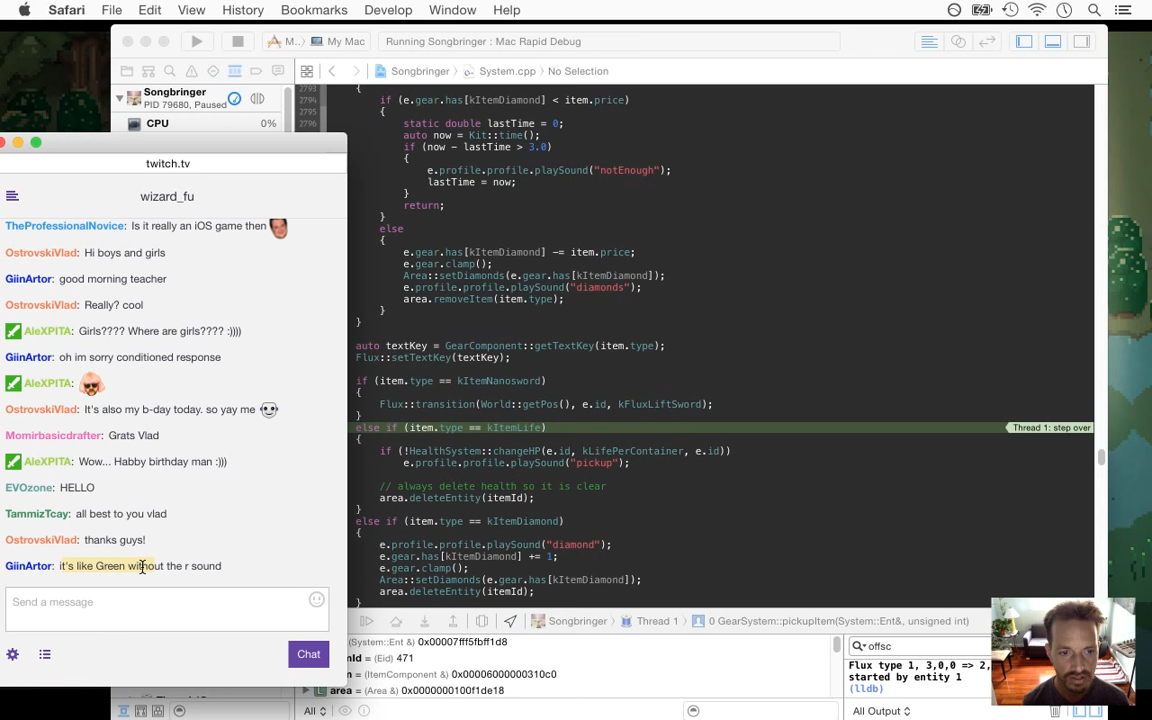 Safari File Edit View History Bookmarks Develop Window Help
M.. My Mac Running Songbringer : Mac Rapid Debug
Songbringer System.cpp No Selection
Songbringer
PID 79680, Paused
CPU 0%
twitch.tv
wizard_fu
TheProfessionalNovice: Is it really an iOS game then
OstrovskiVlad: Hi boys and girls
GiinArtor: good morning teacher
OstrovskiVlad: Really? cool
AleXPITA: Girls???? Where are girls???? :))))
GiinArtor: oh im sorry conditioned response
AleXPITA:
OstrovskiVlad: It's also my b-day today. so yay me
Momirbasicdrafter: Grats Vlad
AleXPITA: Wow... Habby birthday man :)))
EVOzone: HELLO
TammizTcay: all best to you vlad
OstrovskiVlad: thanks guys!
GiinArtor: it's like Green without the r sound
Send a message
Chat
2793 {
2794 if (e.gear.has[kItemDiamond] < item.price)
2795 {
2796 static double lastTime = 0;
auto now = Kit::time();
if (now - lastTime > 3.0)
{
e.profile.profile.playSound("notEnough");
lastTime = now;
}
return;
}
else
{
e.gear.has[kItemDiamond] -= item.price;
e.gear.clamp();
Area::setDiamonds(e.gear.has[kItemDiamond]);
e.profile.profile.playSound("diamonds");
area.removeItem(item.type);
}
}
auto textKey = GearComponent::getTextKey(item.type);
Flux::setTextKey(textKey);
if (item.type == kItemNanosword)
{
Flux::transition(World::getPos(), e.id, kFluxLiftSword);
}
else if (item.type == kItemLife) Thread 1: step over
{
if (!HealthSystem::changeHP(e.id, kLifePerContainer, e.id))
e.profile.profile.playSound("pickup");
// always delete health so it is clear
area.deleteEntity(itemId);
}
else if (item.type == kItemDiamond)
{
e.profile.profile.playSound("diamond");
e.gear.has[kItemDiamond] += 1;
e.gear.clamp();
Area::setDiamonds(e.gear.has[kItemDiamond]);
area.deleteEntity(itemId);
}
Songbringer Thread 1 0 GearSystem::pickupItem(System::Ent&, unsigned int)
(System::Ent &) 0x00007fff5fbff1d8
(Eid) 471
(ItemComponent &) 0x00006000000310c0
area = (Area &) 0x0000000100f1de18
All
offsc
Flux type 1, 3,0,0 => 2,
started by entity 1
(lldb)
All Output